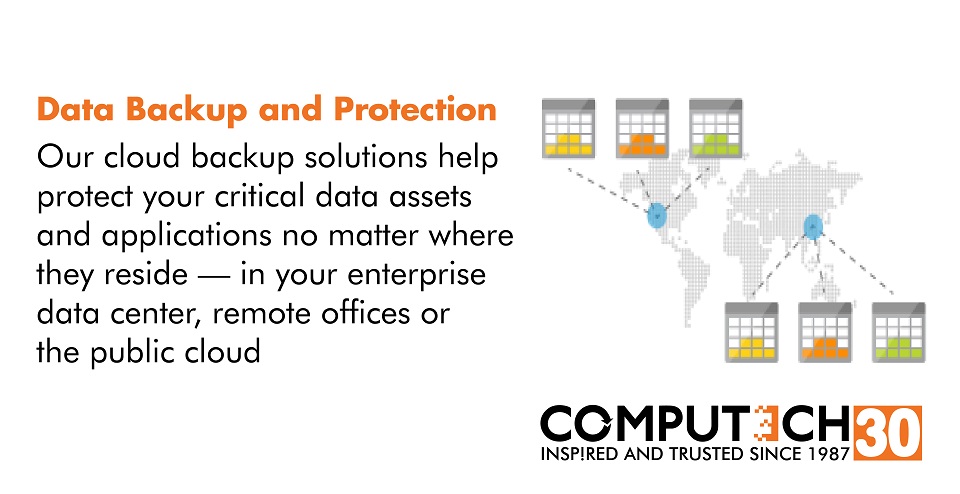 Data Backup and Protection
Our cloud backup solutions help
protect your critical data assets
and applications no matter where
they reside — in your enterprise
data center, remote offices or
the public cloud
COMPUTECH 30
INSP!RED AND TRUSTED SINCE 1987